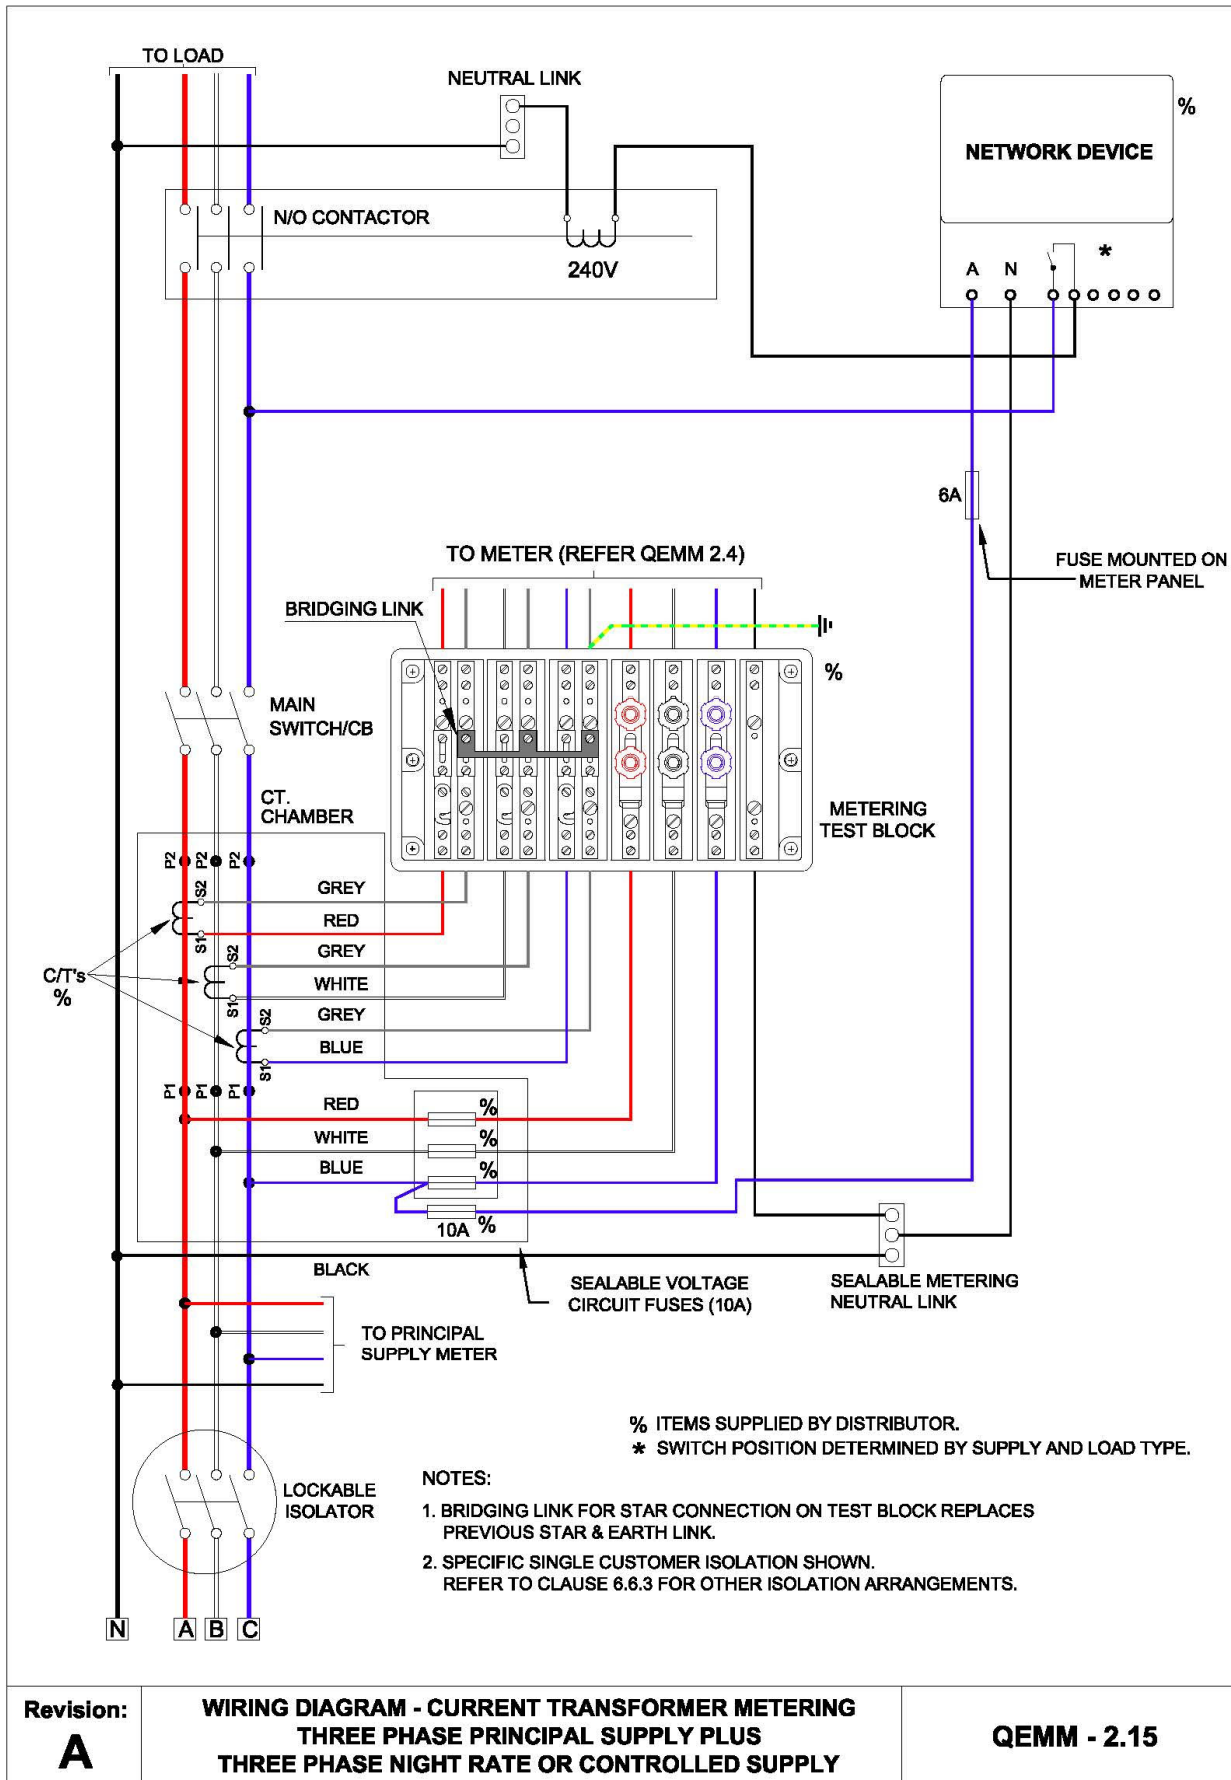 TO LOAD
NEUTRAL LINK
%
NETWORK DEVICE
N/O CONTACTOR
240V
*
A N
6A
FUSE MOUNTED ON
METER PANEL
TO METER (REFER QEMM 2.4)
BRIDGING LINK
%
MAIN
SWITCH/CB
CT.
CHAMBER
METERING
TEST BLOCK
P2 P2 P2
S2
GREY
RED
S1
S2
GREY
C/T's
%
WHITE
S1
S2
GREY
BLUE
S1
P1 P1 P1
RED
%
WHITE
%
BLUE
%
10A %
BLACK
SEALABLE VOLTAGE
CIRCUIT FUSES (10A)
SEALABLE METERING
NEUTRAL LINK
TO PRINCIPAL
SUPPLY METER
% ITEMS SUPPLIED BY DISTRIBUTOR.
* SWITCH POSITION DETERMINED BY SUPPLY AND LOAD TYPE.
LOCKABLE
ISOLATOR
NOTES:
1. BRIDGING LINK FOR STAR CONNECTION ON TEST BLOCK REPLACES
PREVIOUS STAR & EARTH LINK.
2. SPECIFIC SINGLE CUSTOMER ISOLATION SHOWN.
REFER TO CLAUSE 6.6.3 FOR OTHER ISOLATION ARRANGEMENTS.
N A B C
Revision:
A
WIRING DIAGRAM - CURRENT TRANSFORMER METERING
THREE PHASE PRINCIPAL SUPPLY PLUS
THREE PHASE NIGHT RATE OR CONTROLLED SUPPLY
QEMM - 2.15